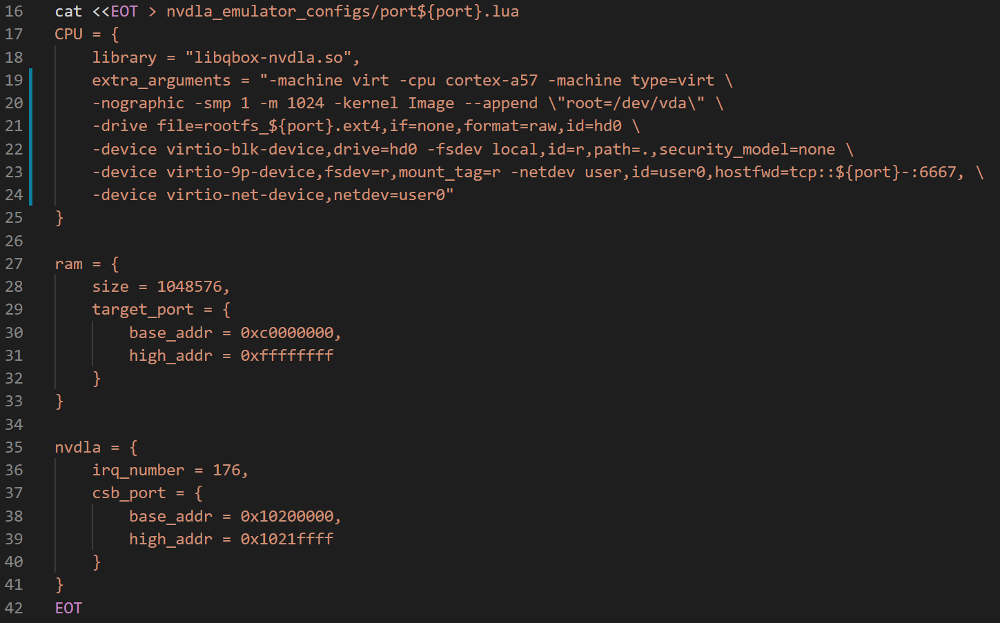 16 cat <<EOT > nvdla_emulator_configs/port${port}.lua
17 CPU = {
18     library = "libqbox-nvdla.so",
19     extra_arguments = "-machine virt -cpu cortex-a57 -machine type=virt \
20     -nographic -smp 1 -m 1024 -kernel Image --append \"root=/dev/vda\" \
21     -drive file=rootfs_${port}.ext4,if=none,format=raw,id=hd0 \
22     -device virtio-blk-device,drive=hd0 -fsdev local,id=r,path=.,security_model=none \
23     -device virtio-9p-device,fsdev=r,mount_tag=r -netdev user,id=user0,hostfwd=tcp::${port}-:6667, \
24     -device virtio-net-device,netdev=user0"
25 }
26
27 ram = {
28     size = 1048576,
29     target_port = {
30         base_addr = 0xc0000000,
31         high_addr = 0xffffffff
32     }
33 }
34
35 nvdla = {
36     irq_number = 176,
37     csb_port = {
38         base_addr = 0x10200000,
39         high_addr = 0x1021ffff
40     }
41 }
42 EOT